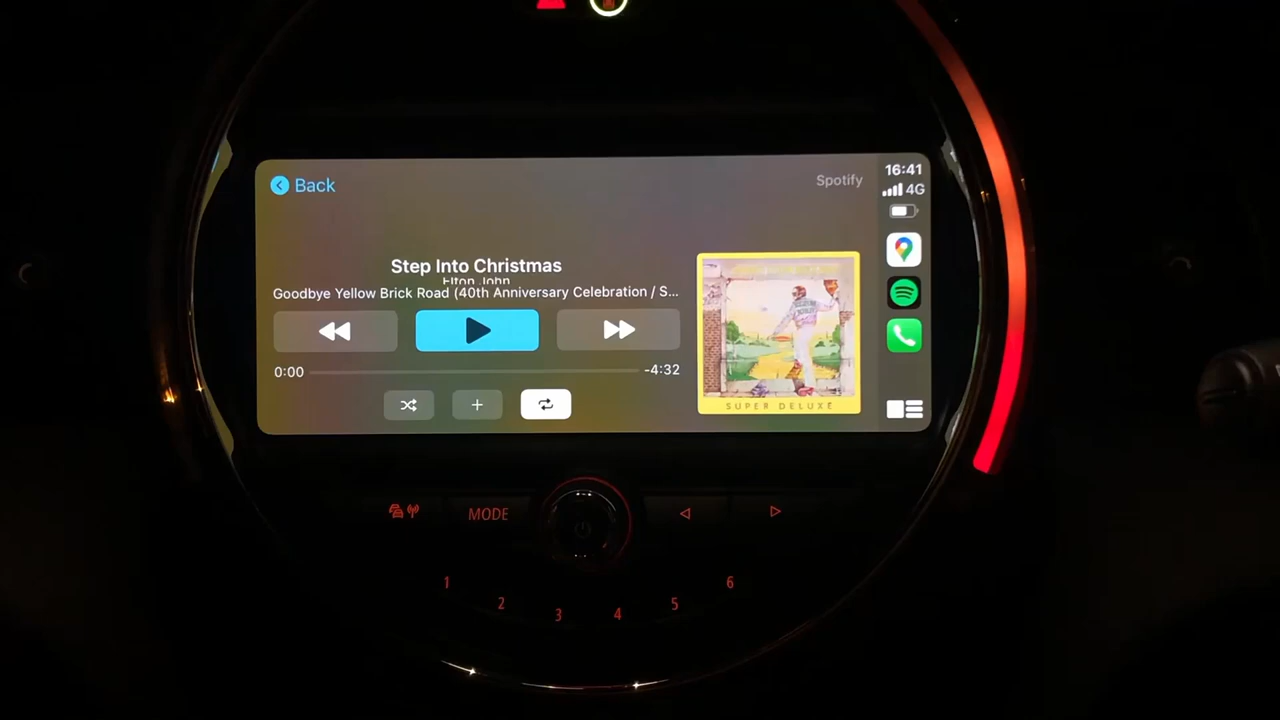 Back
Spotify
16:41
4G
Step Into Christmas
Elton John
Goodbye Yellow Brick Road (40th Anniversary Celebration / S...
0:00
-4:32
SUPER DELUXE
MODE
1
2
3
4
5
6